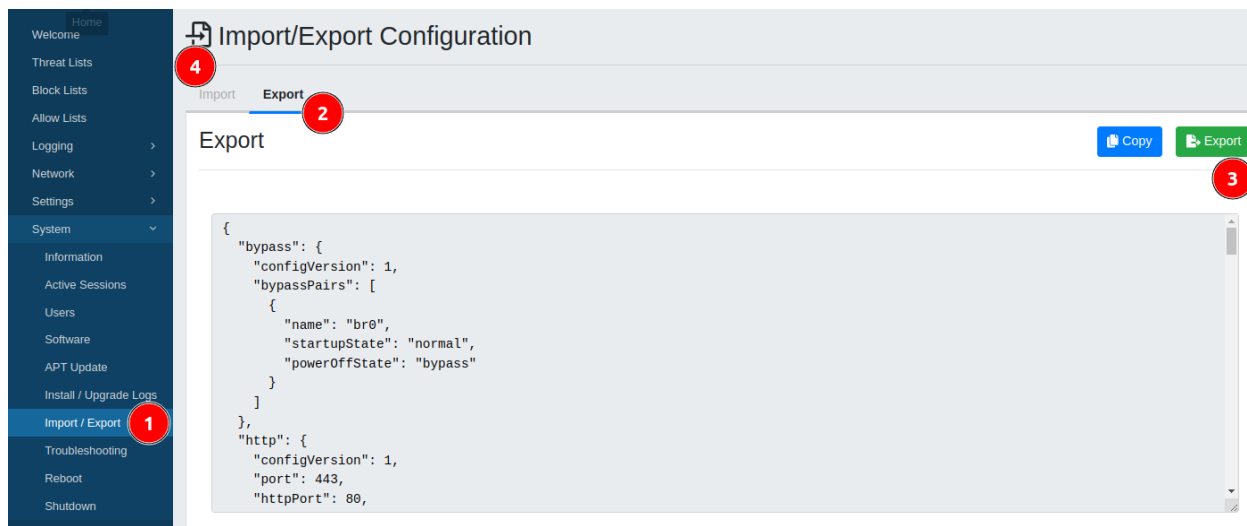 Home
Welcome
Threat Lists
Block Lists
Allow Lists
Logging
Network
Settings
System
Information
Active Sessions
Users
Software
APT Update
Install / Upgrade Logs
Import / Export
1
Troubleshooting
Reboot
Shutdown
Import/Export Configuration
4
Import
Export
2
Export
Copy
Export
3
{
"bypass": {
"configVersion": 1,
"bypassPairs": [
{
"name": "br0",
"startupState": "normal",
"powerOffState": "bypass"
}
]
},
"http": {
"configVersion": 1,
"port": 443,
"httpPort": 80,